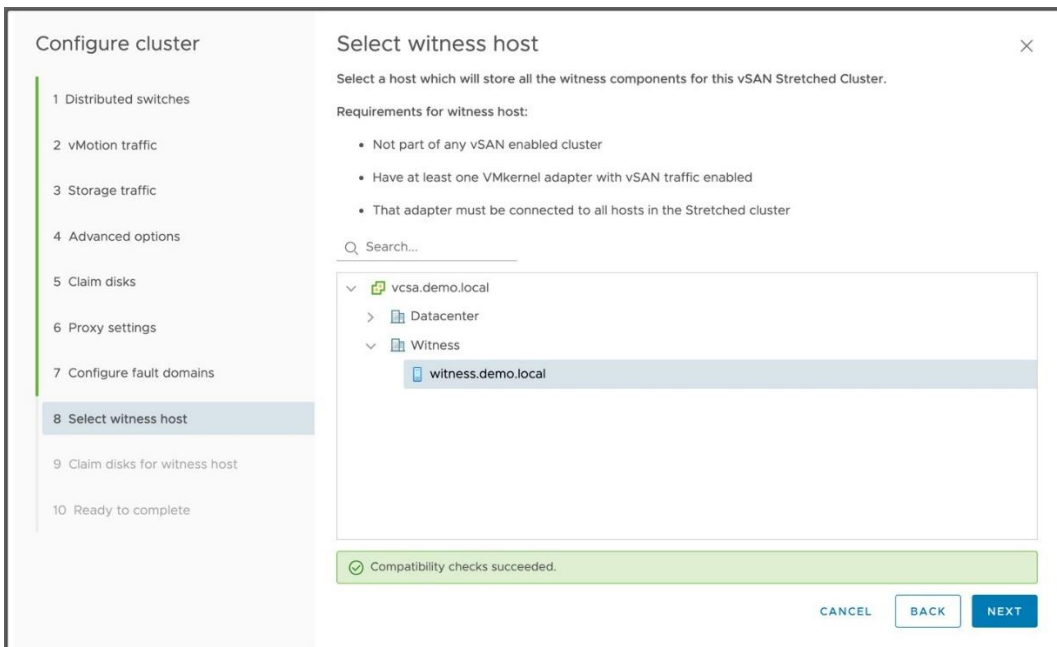 Configure cluster
1 Distributed switches
2 vMotion traffic
3 Storage traffic
4 Advanced options
5 Claim disks
6 Proxy settings
7 Configure fault domains
8 Select witness host
9 Claim disks for witness host
10 Ready to complete
Select witness host
Select a host which will store all the witness components for this vSAN Stretched Cluster.
Requirements for witness host:
• Not part of any vSAN enabled cluster
• Have at least one VMkernel adapter with vSAN traffic enabled
• That adapter must be connected to all hosts in the Stretched cluster
Search...
vcsa.demo.local
Datacenter
Witness
witness.demo.local
Compatibility checks succeeded.
CANCEL BACK NEXT